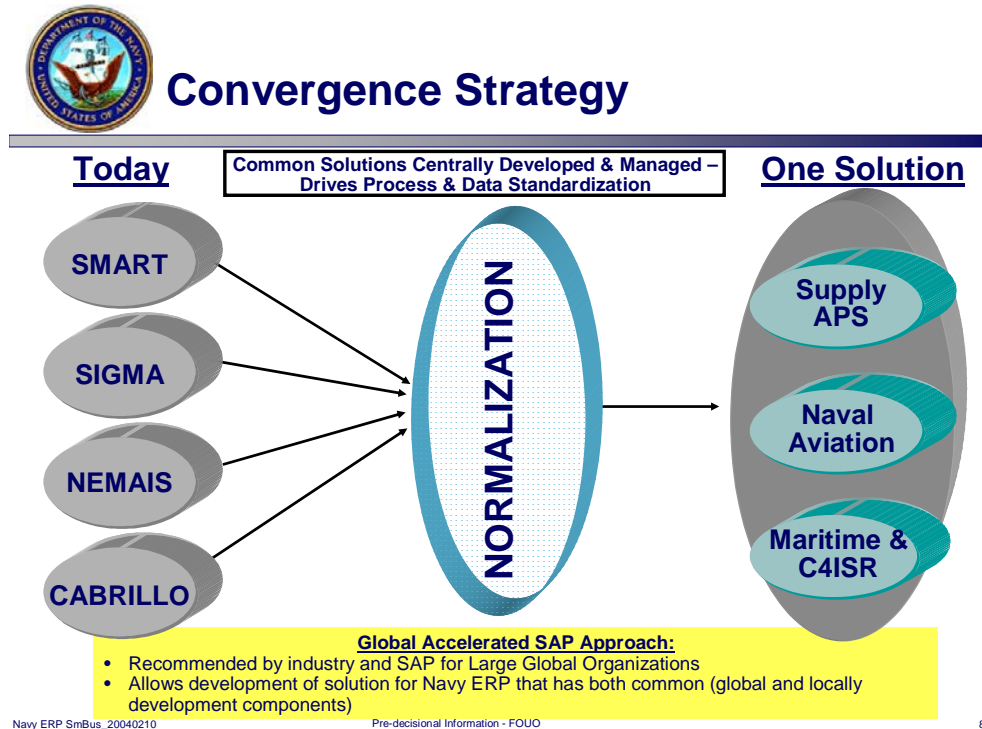 DEPARTMENT OF THE NAVY
UNITED STATES OF AMERICA
Convergence Strategy
Today
Common Solutions Centrally Developed & Managed –
Drives Process & Data Standardization
One Solution
SMART
SIGMA
NEMAIS
CABRILLO
NORMALIZATION
Supply
APS
Naval
Aviation
Maritime &
C4ISR
Global Accelerated SAP Approach:
• Recommended by industry and SAP for Large Global Organizations
• Allows development of solution for Navy ERP that has both common (global and locally
development components)
Navy ERP SmBus_20040210
Pre-decisional Information - FOUO
8